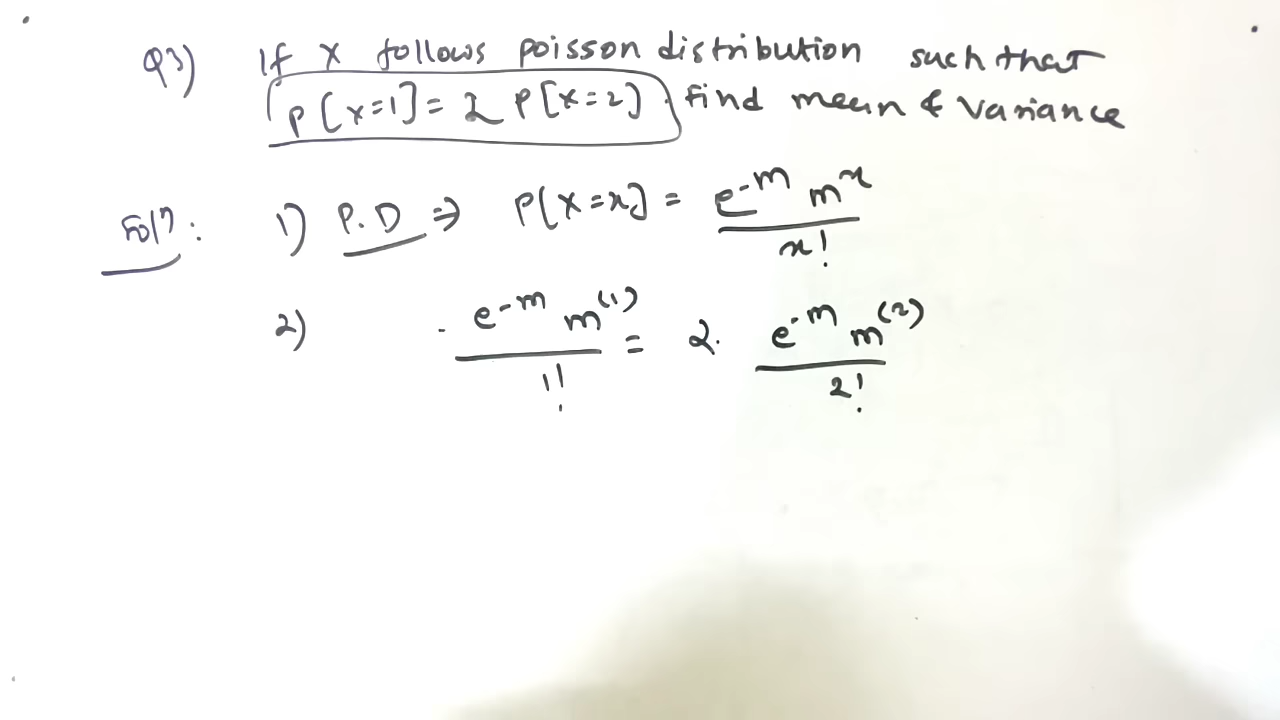 Q3) If X follows poisson distribution such that
P[X=1] = 2 P[X=2]. Find mean & variance
Sol?: 1) P.D ⇒ P[X=x] = e^-m m^x / x!
2) e^-m m^(1) / 1! = 2. e^-m m^(2) / 2!